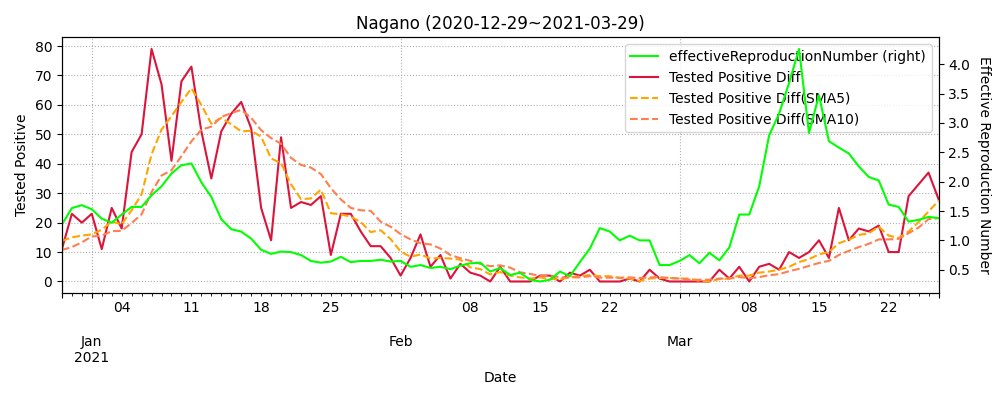 Nagano (2020-12-29~2021-03-29)
effectiveReproductionNumber (right)
Tested Positive Diff
Tested Positive Diff(SMA5)
Tested Positive Diff(SMA10)
Tested Positive
80
70
60
50
40
30
20
10
0
4.0
3.5
3.0
2.5
2.0
1.5
1.0
0.5
Effective Reproduction Number
04 11 18 25 08 15 22 08 15 22
Jan Feb Mar
2021
Date